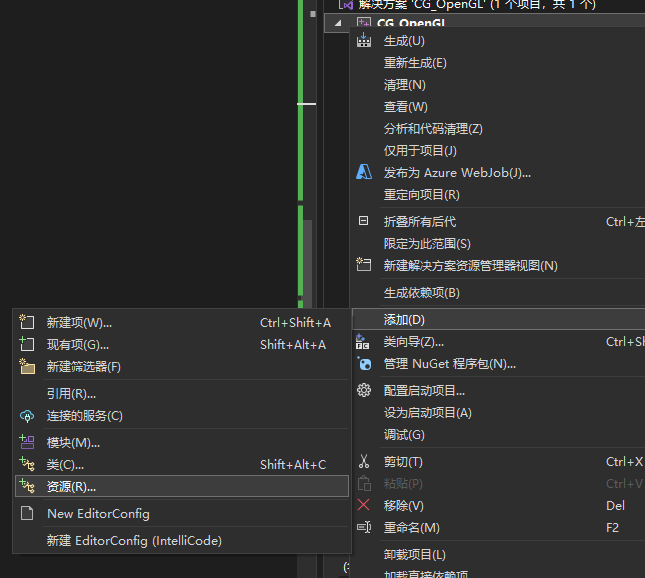 解决方案 'CG_OpenGL' (1 个项目，共 1 个)
CG_OpenGL
生成(U)
重新生成(E)
清理(N)
查看(W)
分析和代码清理(Z)
仅用于项目(J)
发布为 Azure WebJob(J)...
重定向项目(R)
折叠所有后代 Ctrl+左
限定为此范围(S)
新建解决方案资源管理器视图(N)
生成依赖项(B)
添加(D)
类向导(Z)... Ctrl+Sh
管理 NuGet 程序包(N)...
配置启动项目...
设为启动项目(A)
调试(G)
剪切(T) Ctrl+X
粘贴(P) Ctrl+V
移除(V) Del
重命名(M) F2
卸载项目(L)
加载直接依赖项
新建项(W)... Ctrl+Shift+A
现有项(G)... Shift+Alt+A
新建筛选器(F)
引用(R)...
连接的服务(C)
模块(M)...
类(C)... Shift+Alt+C
资源(R)...
New EditorConfig
新建 EditorConfig (IntelliCode)